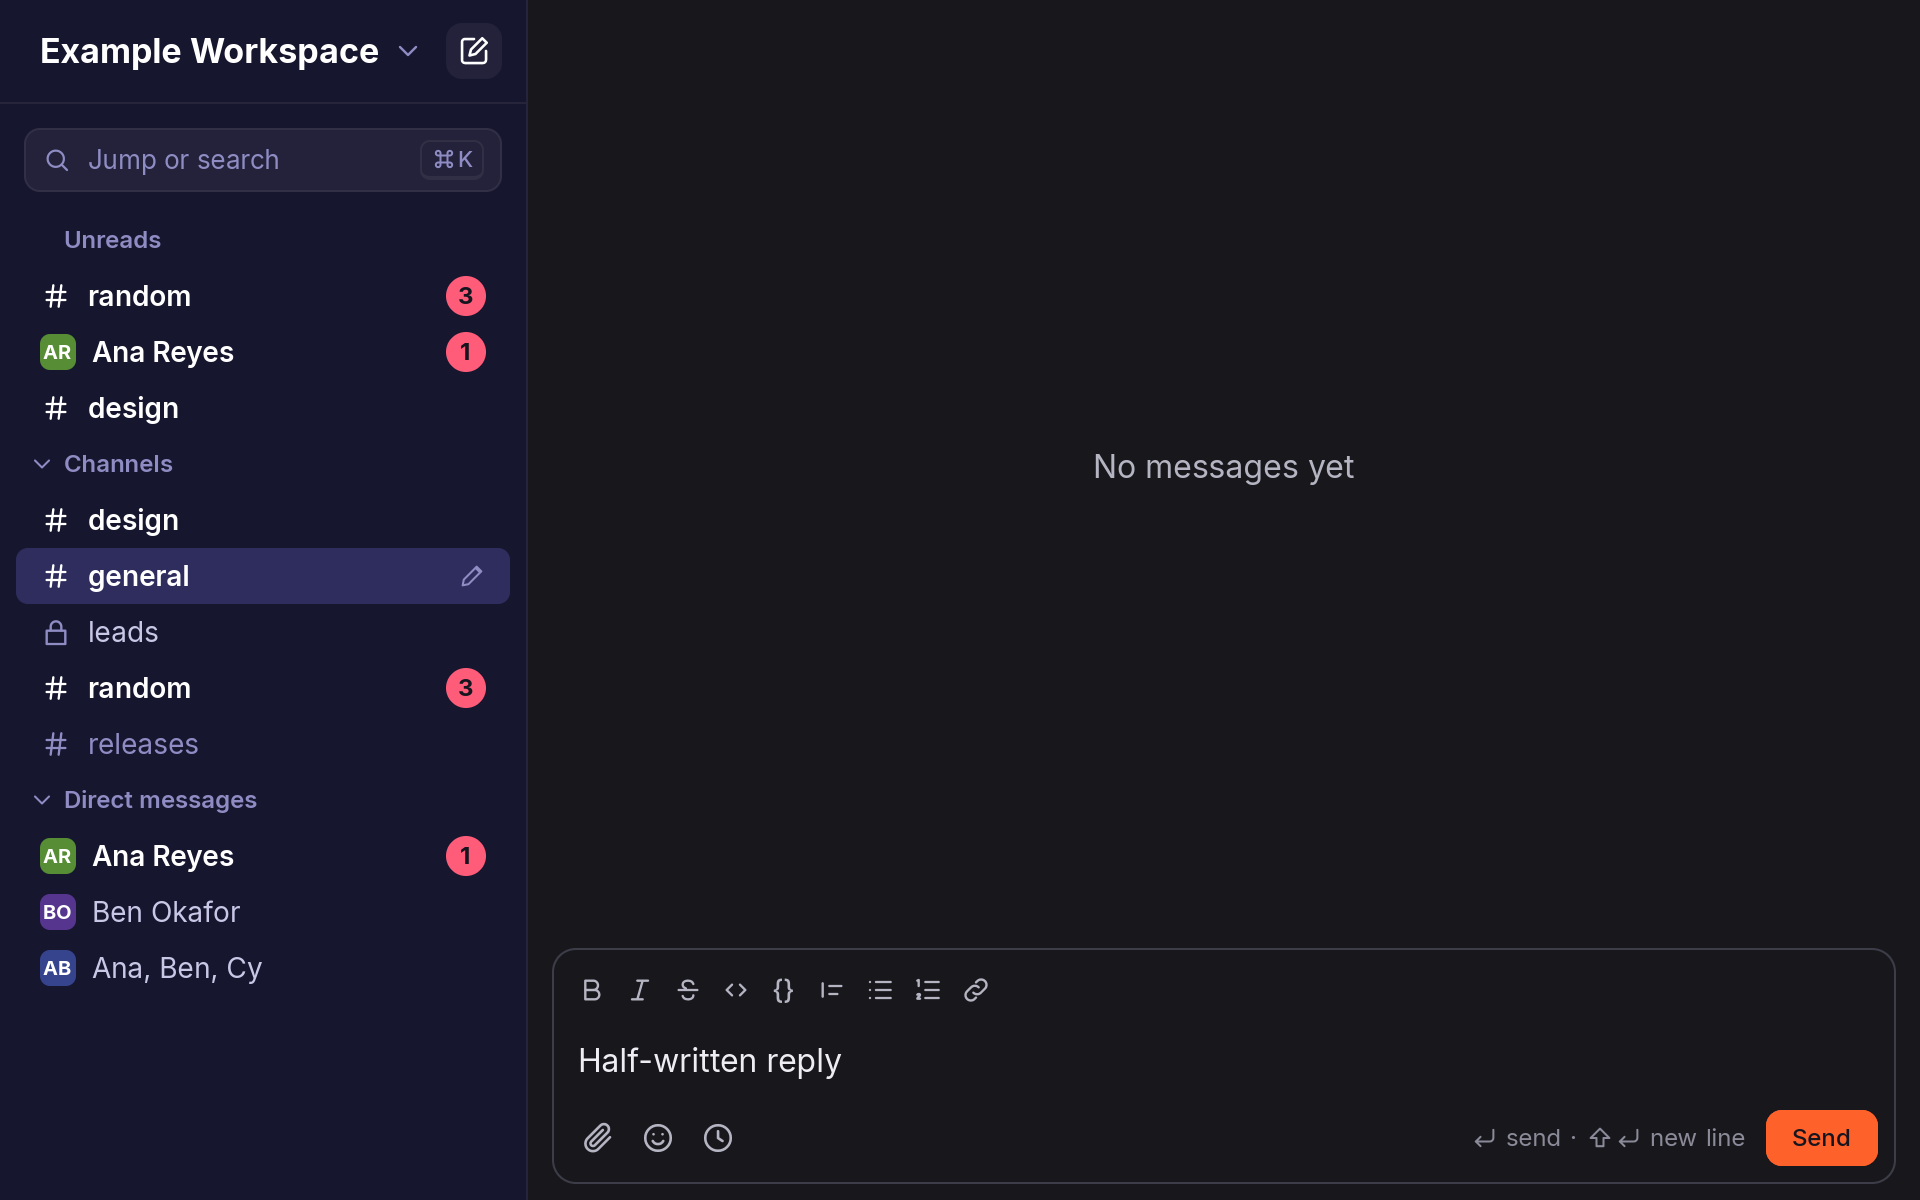 Example Workspace
Jump or search ⌘K
Unreads
# random 3
AR Ana Reyes 1
# design
Channels
# design
# general
leads
# random 3
# releases
Direct messages
AR Ana Reyes 1
BO Ben Okafor
AB Ana, Ben, Cy
No messages yet
Half-written reply
send · new line Send